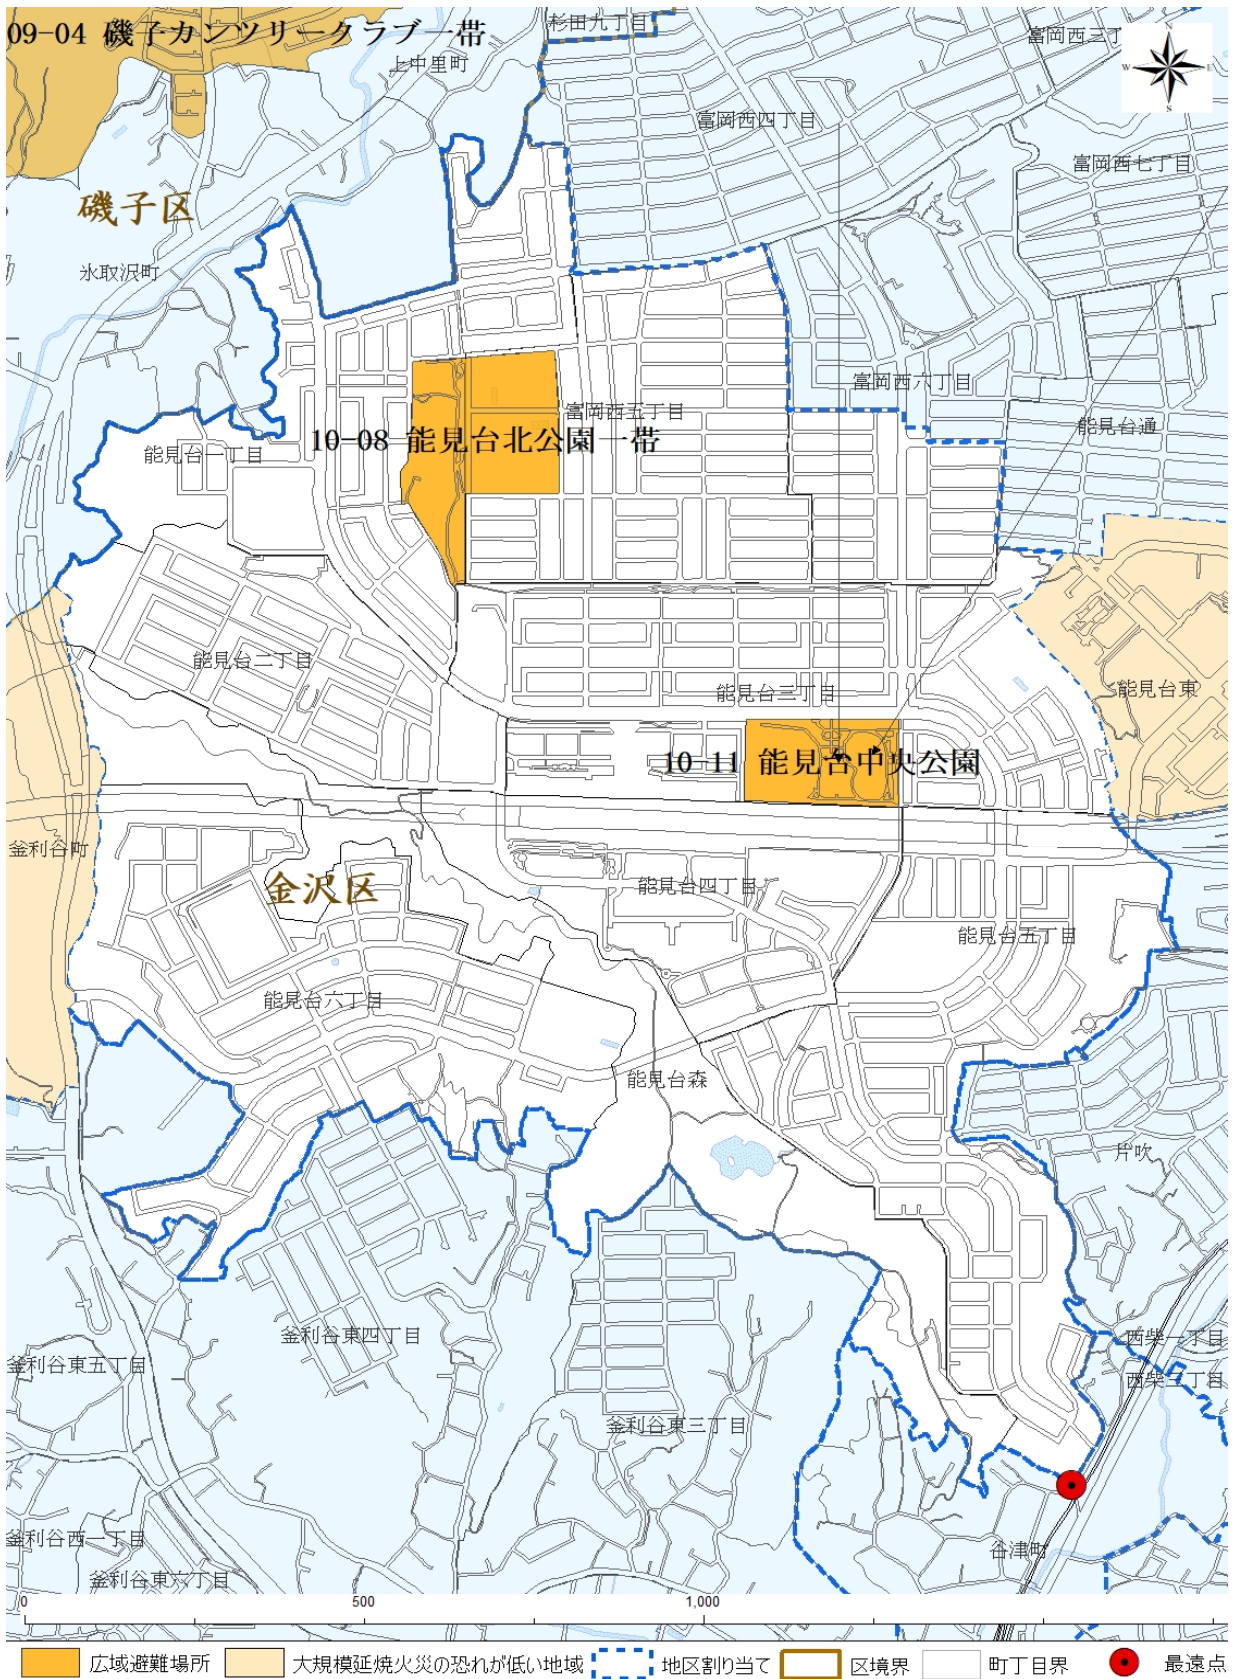 09-04 磯子カンツリークラブ一帯
杉田九丁目
富岡西三丁
上中里町
N
W E
S
富岡西四丁目
富岡西七丁目
磯子区
氷取沢町
富岡西六丁目
富岡西五丁目
能見台通
10-08 能見台北公園一帯
能見台一丁目
能見台二丁目
能見台三丁目
能見台東
10-11 能見台中央公園
釜利谷町
金沢区
能見台四丁目
能見台五丁目
能見台六丁目
能見台森
片吹
釜利谷東四丁目
西柴一丁目
釜利谷東五丁目
西柴三丁目
釜利谷東三丁目
釜利谷西一丁目
谷津町
釜利谷東六丁目
0 500 1,000
広域避難場所 大規模延焼火災の恐れが低い地域 地区割り当て 区境界 町丁目界 最遠点